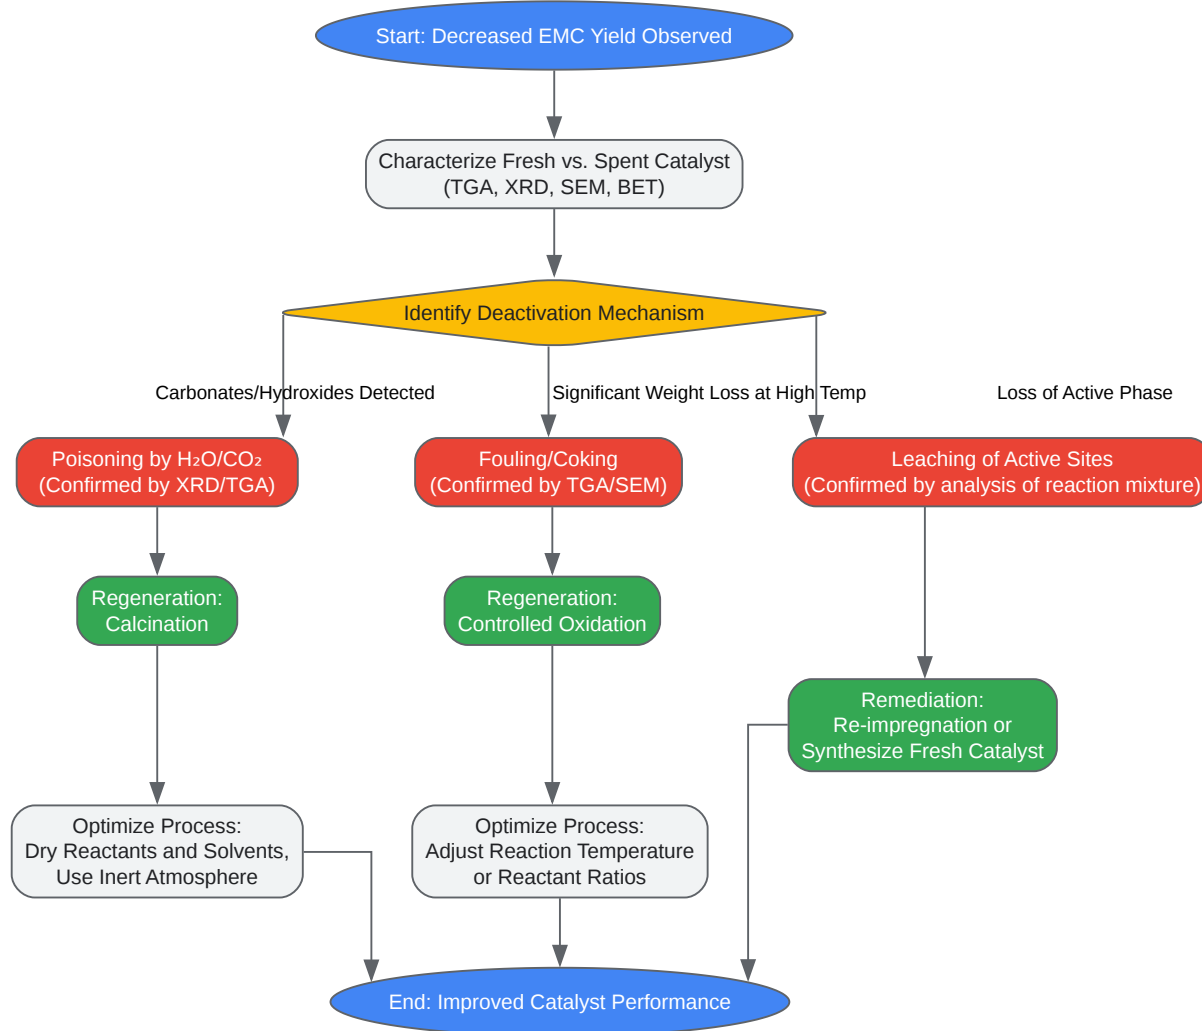 Start: Decreased EMC Yield Observed
Characterize Fresh vs. Spent Catalyst
(TGA, XRD, SEM, BET)
Identify Deactivation Mechanism
Carbonates/Hydroxides Detected
Significant Weight Loss at High Temp
Loss of Active Phase
Poisoning by H₂O/CO₂
(Confirmed by XRD/TGA)
Fouling/Coking
(Confirmed by TGA/SEM)
Leaching of Active Sites
(Confirmed by analysis of reaction mixture)
Regeneration:
Calcination
Regeneration:
Controlled Oxidation
Remediation:
Re-impregnation or
Synthesize Fresh Catalyst
Optimize Process:
Dry Reactants and Solvents,
Use Inert Atmosphere
Optimize Process:
Adjust Reaction Temperature
or Reactant Ratios
End: Improved Catalyst Performance